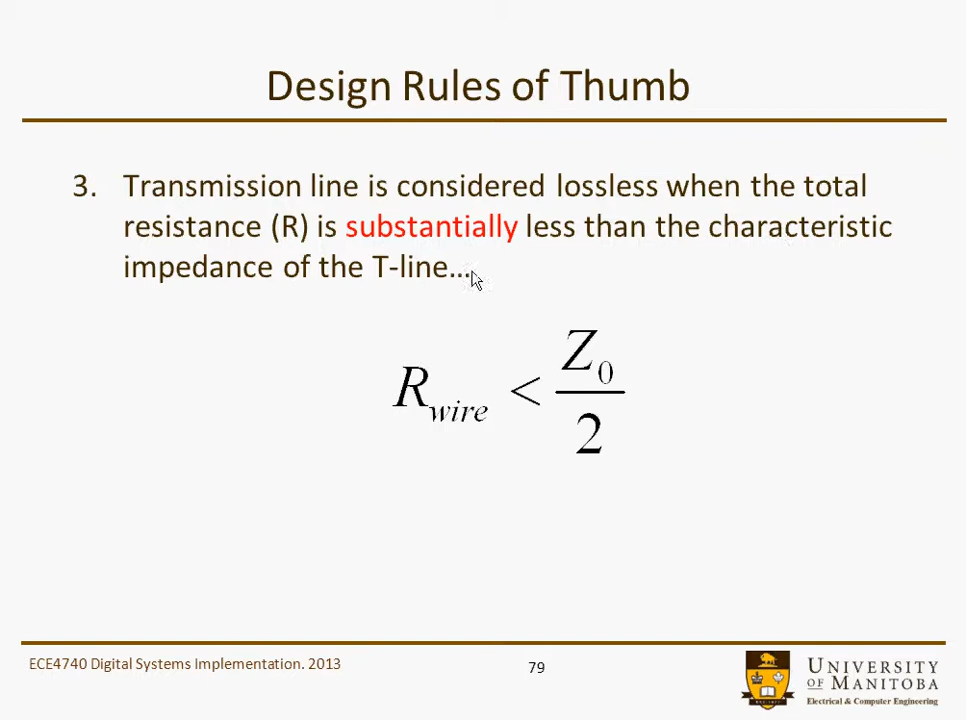 Design Rules of Thumb
3. Transmission line is considered lossless when the total
resistance (R) is substantially less than the characteristic
impedance of the T-line...
R_wire < Z_0 / 2
ECE4740 Digital Systems Implementation. 2013
79
UNIVERSITY
OF MANITOBA
Electrical & Computer Engineering